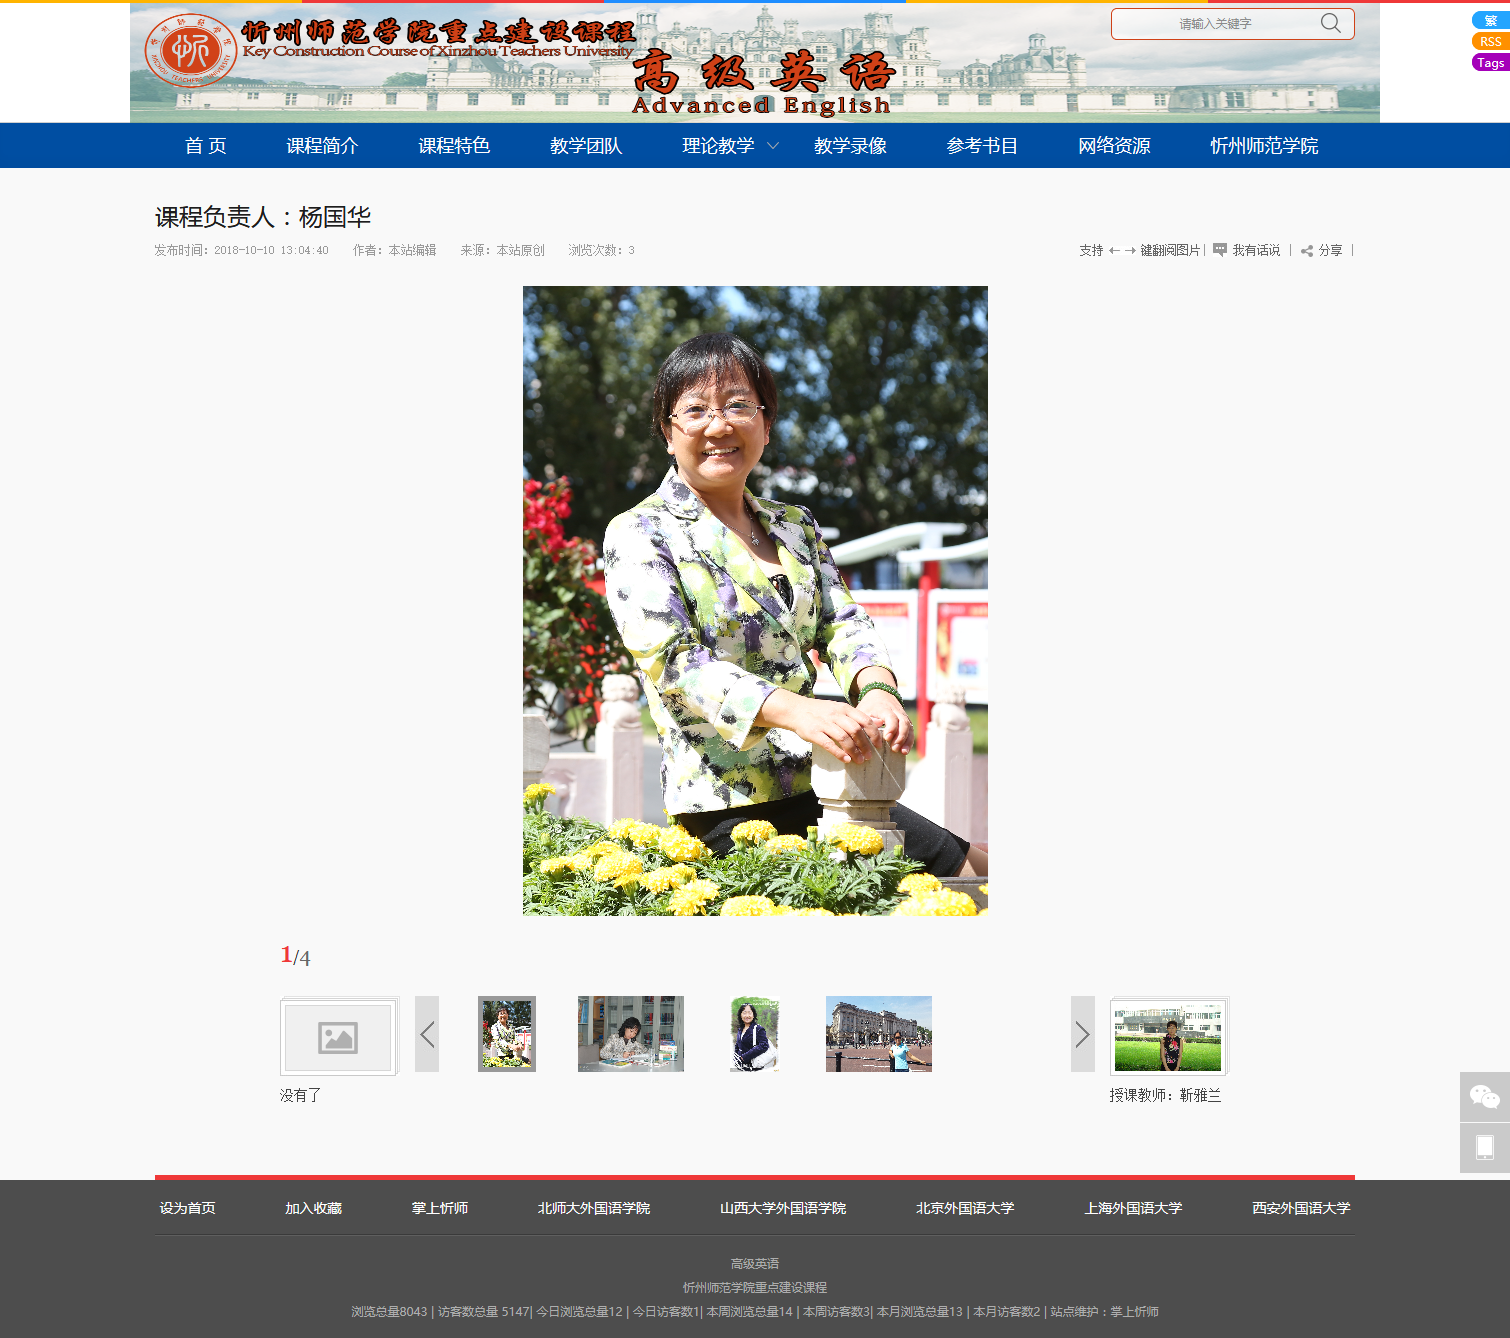 忻州师范学院重点建设课程
Key Construction Course of Xinzhou Teachers University
高级英语
Advanced English
请输入关键字
繁
RSS
Tags
首 页 课程简介 课程特色 教学团队 理论教学 教学录像 参考书目 网络资源 忻州师范学院
课程负责人：杨国华
发布时间：2018-10-10 13:04:40 作者：本站编辑 来源：本站原创 浏览次数：3 支持 ← → 键翻阅图片| 我有话说 | 分享 |
1/4
没有了
授课教师：靳雅兰
设为首页 加入收藏 掌上忻师 北师大外国语学院 山西大学外国语学院 北京外国语大学 上海外国语大学 西安外国语大学
高级英语
忻州师范学院重点建设课程
浏览总量8043 | 访客数总量 5147| 今日浏览总量12 | 今日访客数1| 本周浏览总量14 | 本周访客数3| 本月浏览总量13 | 本月访客数2 | 站点维护：掌上忻师